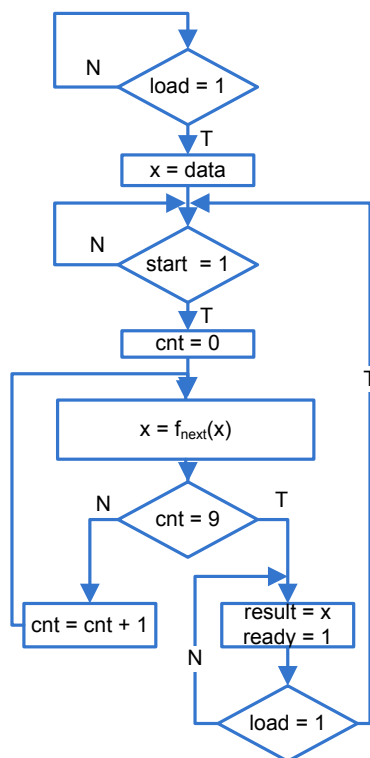 N
load = 1
T
x = data
N
start = 1
T
cnt = 0
T
x = fnext(x)
N
cnt = 9
T
cnt = cnt + 1
result = x
ready = 1
N
load = 1